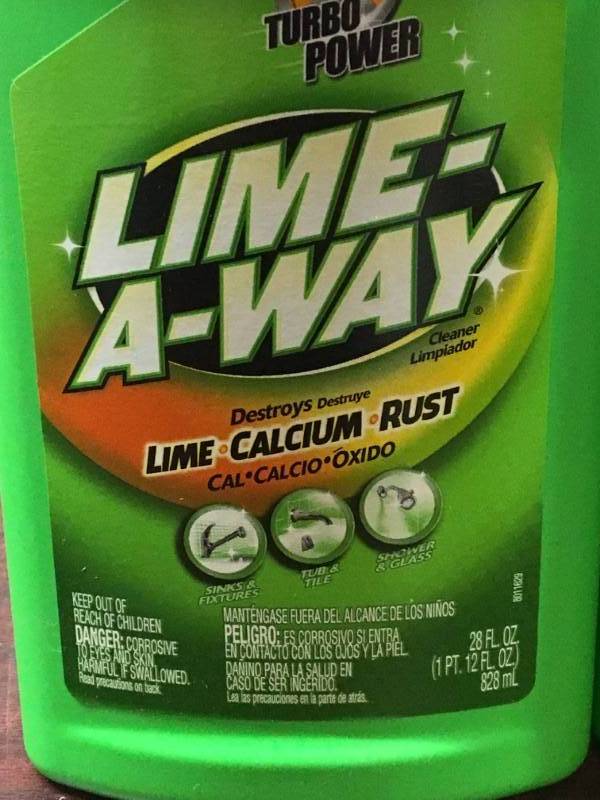 TURBO
POWER
LIME-
A-WAY®
Cleaner
Limpiador
Destroys Destruye
LIME • CALCIUM • RUST
CAL • CALCIO • ÓXIDO
SINKS &
FIXTURES
TUB &
TILE
SHOWER
& GLASS
KEEP OUT OF
REACH OF CHILDREN
DANGER: CORROSIVE
TO EYES AND SKIN.
HARMFUL IF SWALLOWED.
Read precautions on back.
MANTÉNGASE FUERA DEL ALCANCE DE LOS NIÑOS
PELIGRO: ES CORROSIVO SI ENTRA
EN CONTACTO CON LOS OJOS Y LA PIEL.
DAÑINO PARA LA SALUD EN
CASO DE SER INGERIDO.
Lea las precauciones en la parte de atrás.
28 FL. OZ.
(1 PT. 12 FL. OZ.)
828 mL